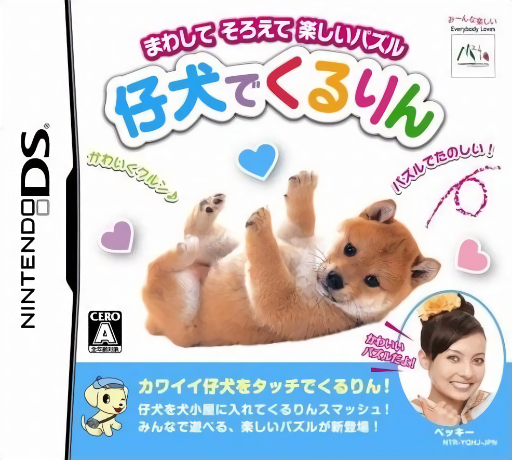 まわして そろえて 楽しいパズル
仔犬でくるりん
おーんな楽しい
Everybody Loves
かわいくクルン♪
パズルでたのしい！
NINTENDO DS
TM
CERO
A
全年齢対象
かわいい
パズルだよ！
カワイイ仔犬をタッチでくるりん！
仔犬を犬小屋に入れてくるりんスマッシュ！
みんなで遊べる、楽しいパズルが新登場！
ベッキー
NTR-YQHJ-JPN